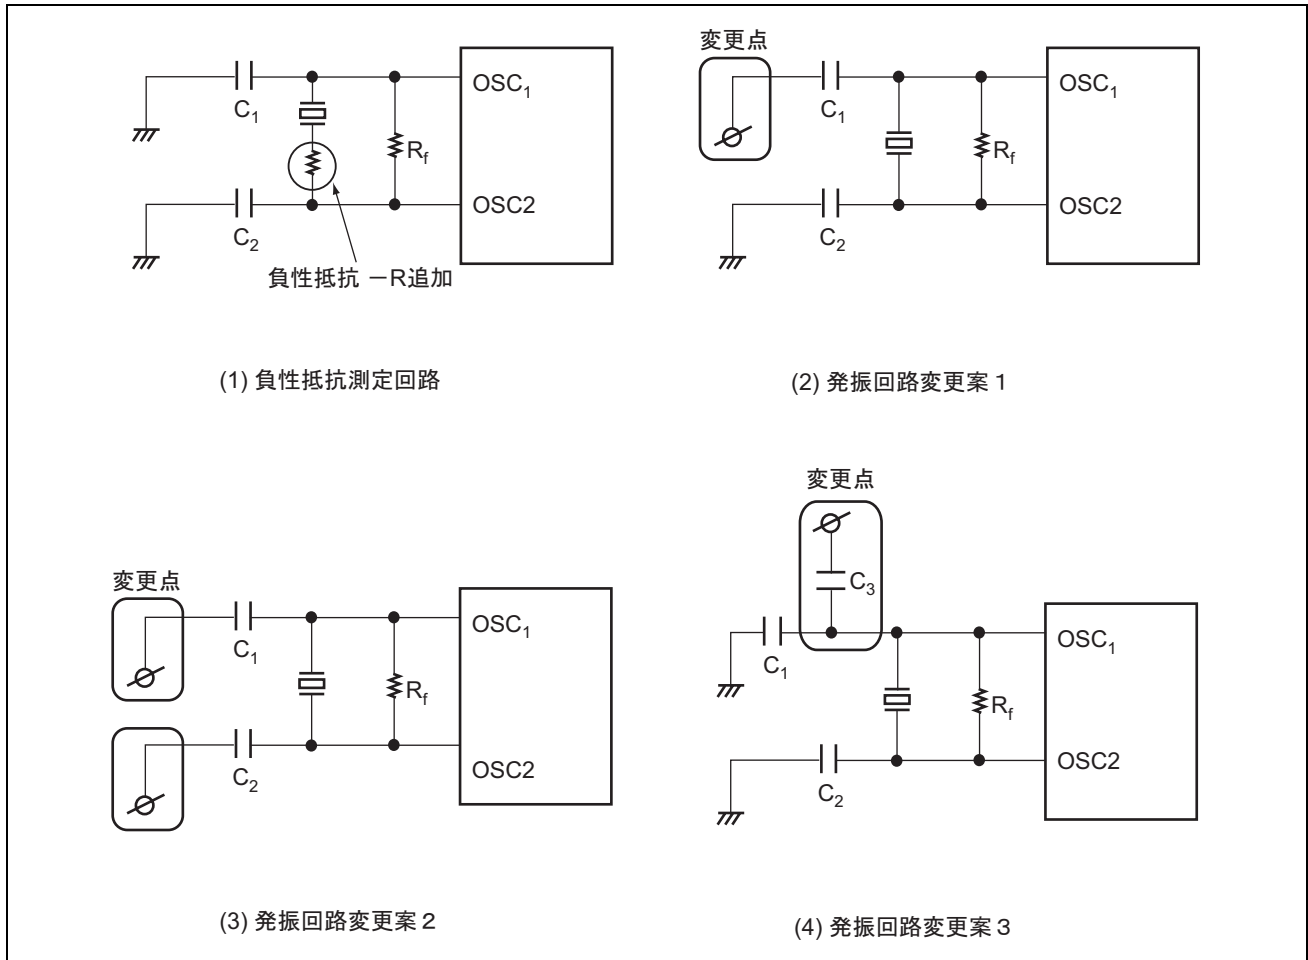 OSC1
C1
Rf
OSC2
C2
負性抵抗 －R追加
(1) 負性抵抗測定回路
変更点
OSC1
C1
Rf
OSC2
C2
(2) 発振回路変更案１
変更点
OSC1
C1
Rf
OSC2
C2
(3) 発振回路変更案２
変更点
C3
OSC1
C1
Rf
OSC2
C2
(4) 発振回路変更案３